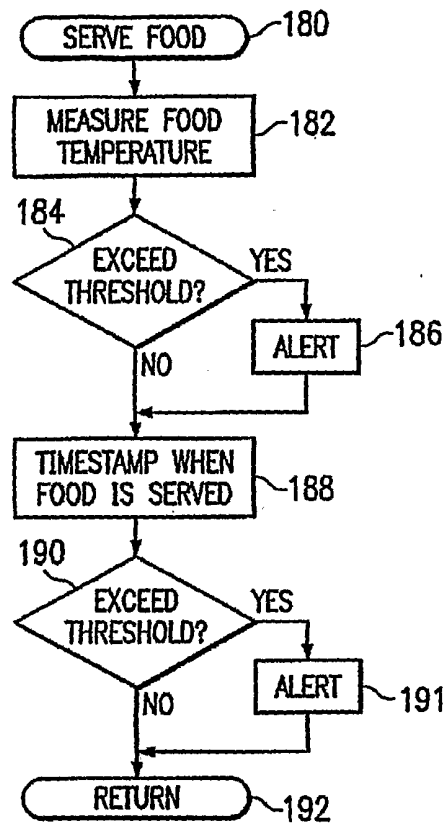 SERVE FOOD
180
MEASURE FOOD
TEMPERATURE
182
184
EXCEED
THRESHOLD?
YES
ALERT
186
NO
TIMESTAMP WHEN
FOOD IS SERVED
188
190
EXCEED
THRESHOLD?
YES
ALERT
191
NO
RETURN
192